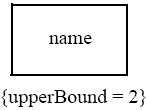 name
{upperBound = 2}